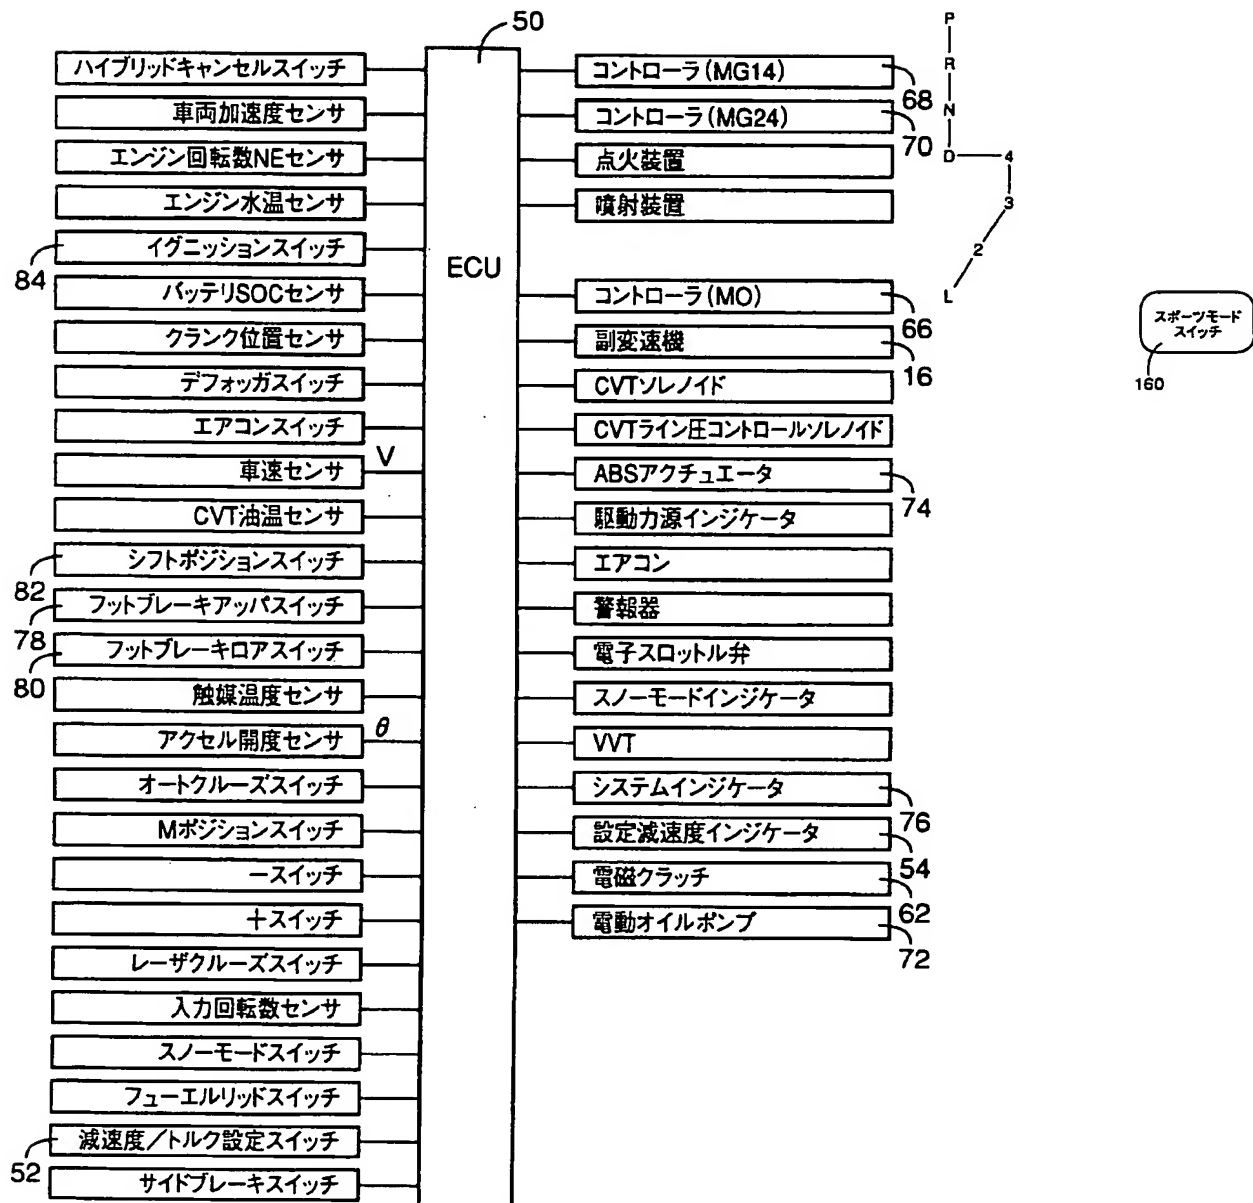 50
ECU
ハイブリッドキャンセルスイッチ
車両加速度センサ
エンジン回転数NEセンサ
エンジン水温センサ
イグニッションスイッチ
84
バッテリSOCセンサ
クランク位置センサ
デフォッガスイッチ
エアコンスイッチ
車速センサ
V
CVT油温センサ
シフトポジションスイッチ
82
フットブレーキアッパスイッチ
78
フットブレーキロアスイッチ
80
触媒温度センサ
アクセル開度センサ
θ
オートクルーズスイッチ
Mポジションスイッチ
−スイッチ
+スイッチ
レーザクルーズスイッチ
入力回転数センサ
スノーモードスイッチ
フューエルリッドスイッチ
減速度/トルク設定スイッチ
52
サイドブレーキスイッチ
コントローラ(MG14)
68
コントローラ(MG24)
70
点火装置
噴射装置
コントローラ(MO)
66
副変速機
16
CVTソレノイド
CVTライン圧コントロールソレノイド
ABSアクチュエータ
74
駆動力源インジケータ
エアコン
警報器
電子スロットル弁
スノーモードインジケータ
VVT
システムインジケータ
76
設定減速度インジケータ
54
電磁クラッチ
62
電動オイルポンプ
72
P
R
N
D
4
3
2
L
スポーツモード
スイッチ
160